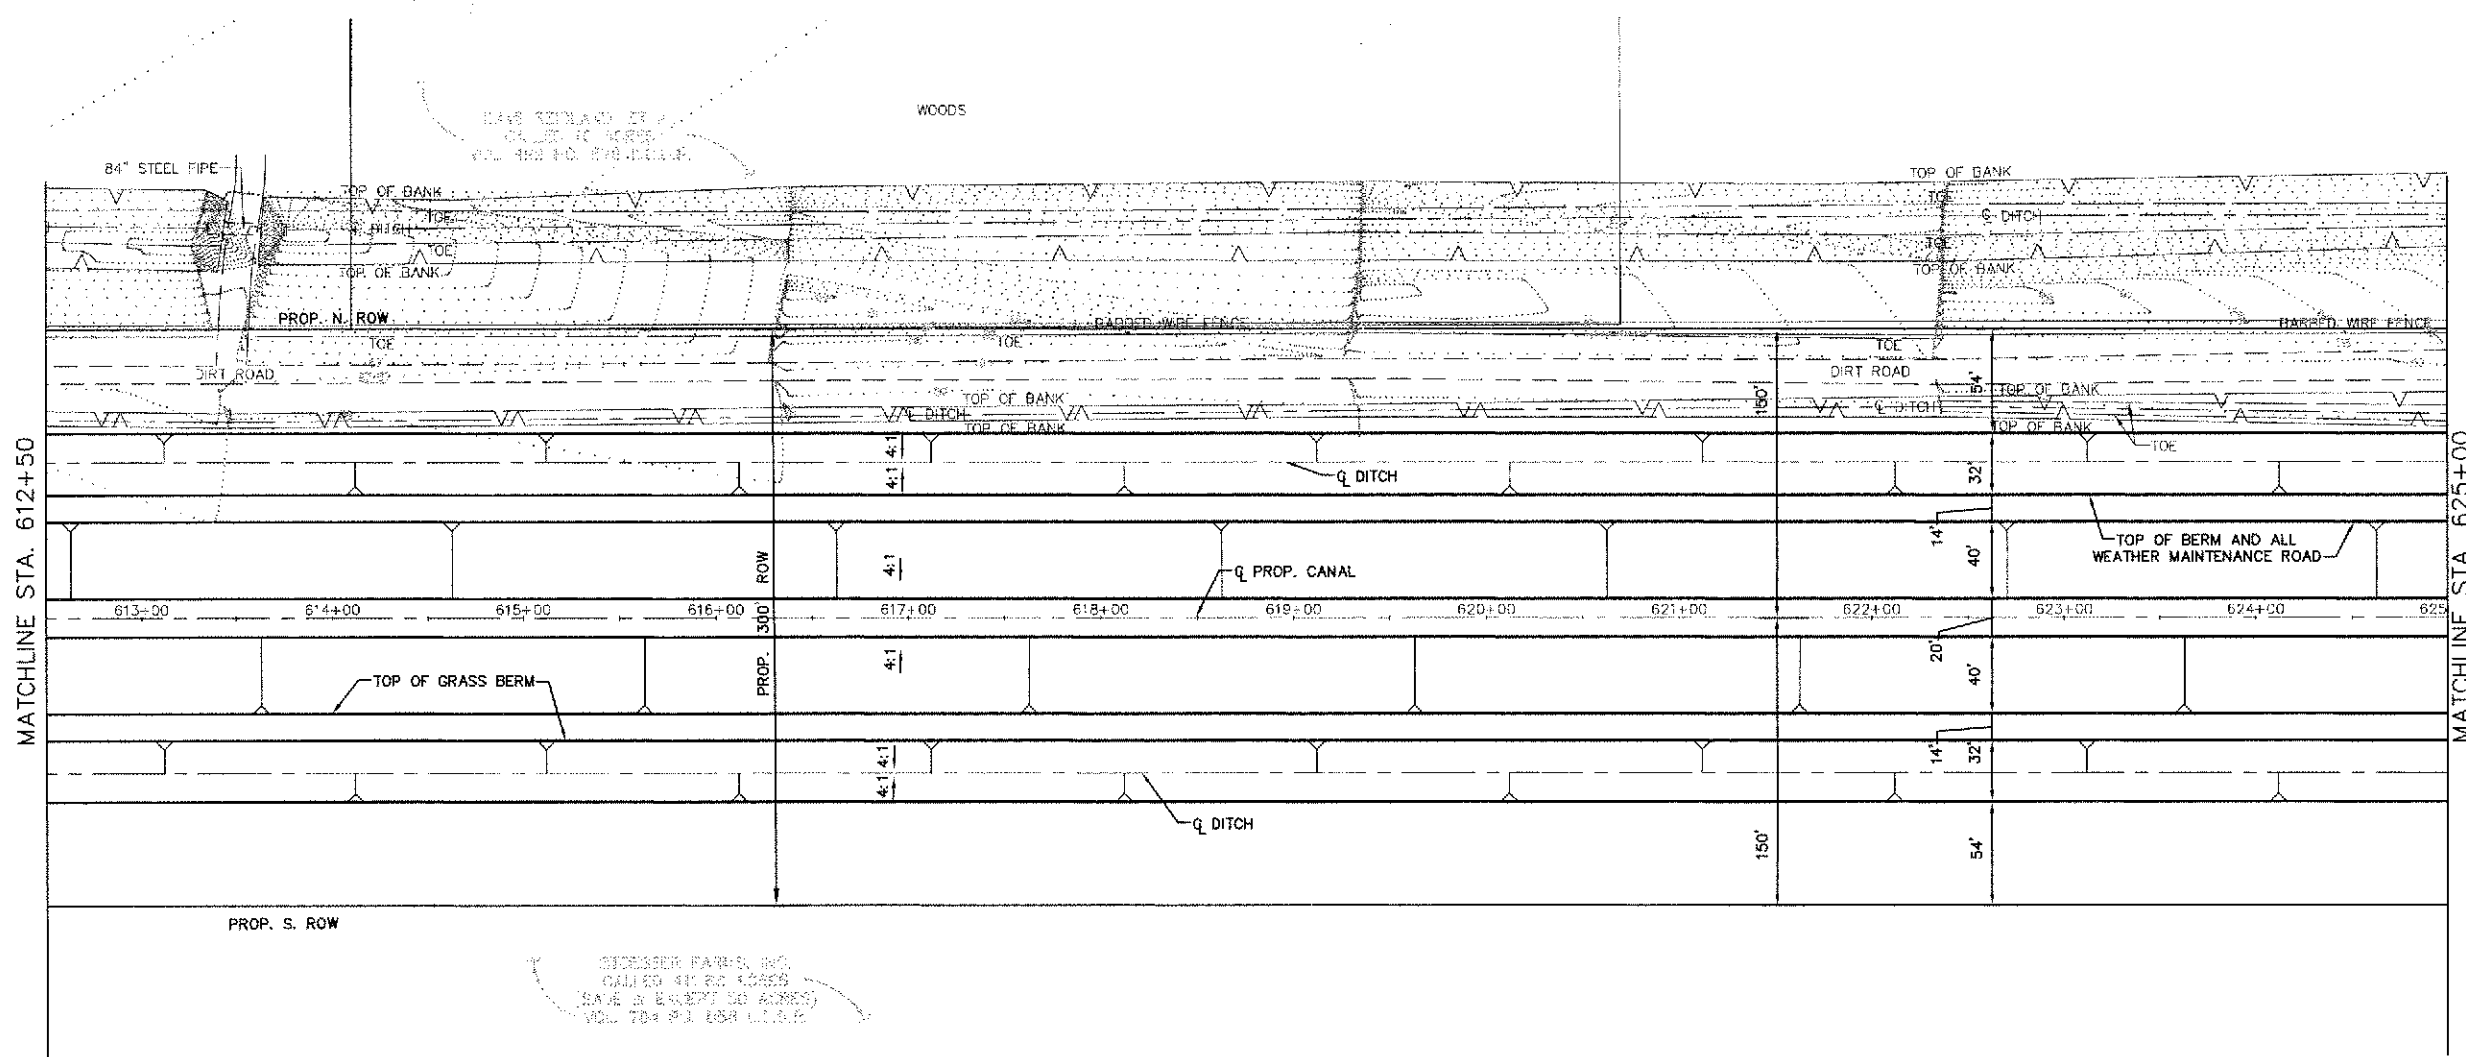 WOODS
84" STEEL PIPE
TOP OF BANK
TOP OF BANK
TOE
TOE
℄ DITCH
℄ DITCH
TOE
TOE
TOP OF BANK
TOP OF BANK
PROP. N. ROW
BARBED WIRE FENCE
BARBED WIRE FENCE
TOE
TOE
TOE
DIRT ROAD
DIRT ROAD
TOP OF BANK
TOP OF BANK
℄ DITCH
℄ DITCH
TOP OF BANK
TOP OF BANK
TOE
150'
54'
4:1
4:1
℄ DITCH
32'
14'
TOP OF BERM AND ALL
WEATHER MAINTENANCE ROAD
4:1
40'
℄ PROP. CANAL
613+00
614+00
615+00
616+00
617+00
618+00
619+00
620+00
621+00
622+00
623+00
624+00
625
PROP. 300' ROW
20'
4:1
40'
TOP OF GRASS BERM
14'
32'
4:1
4:1
℄ DITCH
150'
54'
PROP. S. ROW
MATCHLINE STA. 612+50
MATCHLINE STA. 625+00